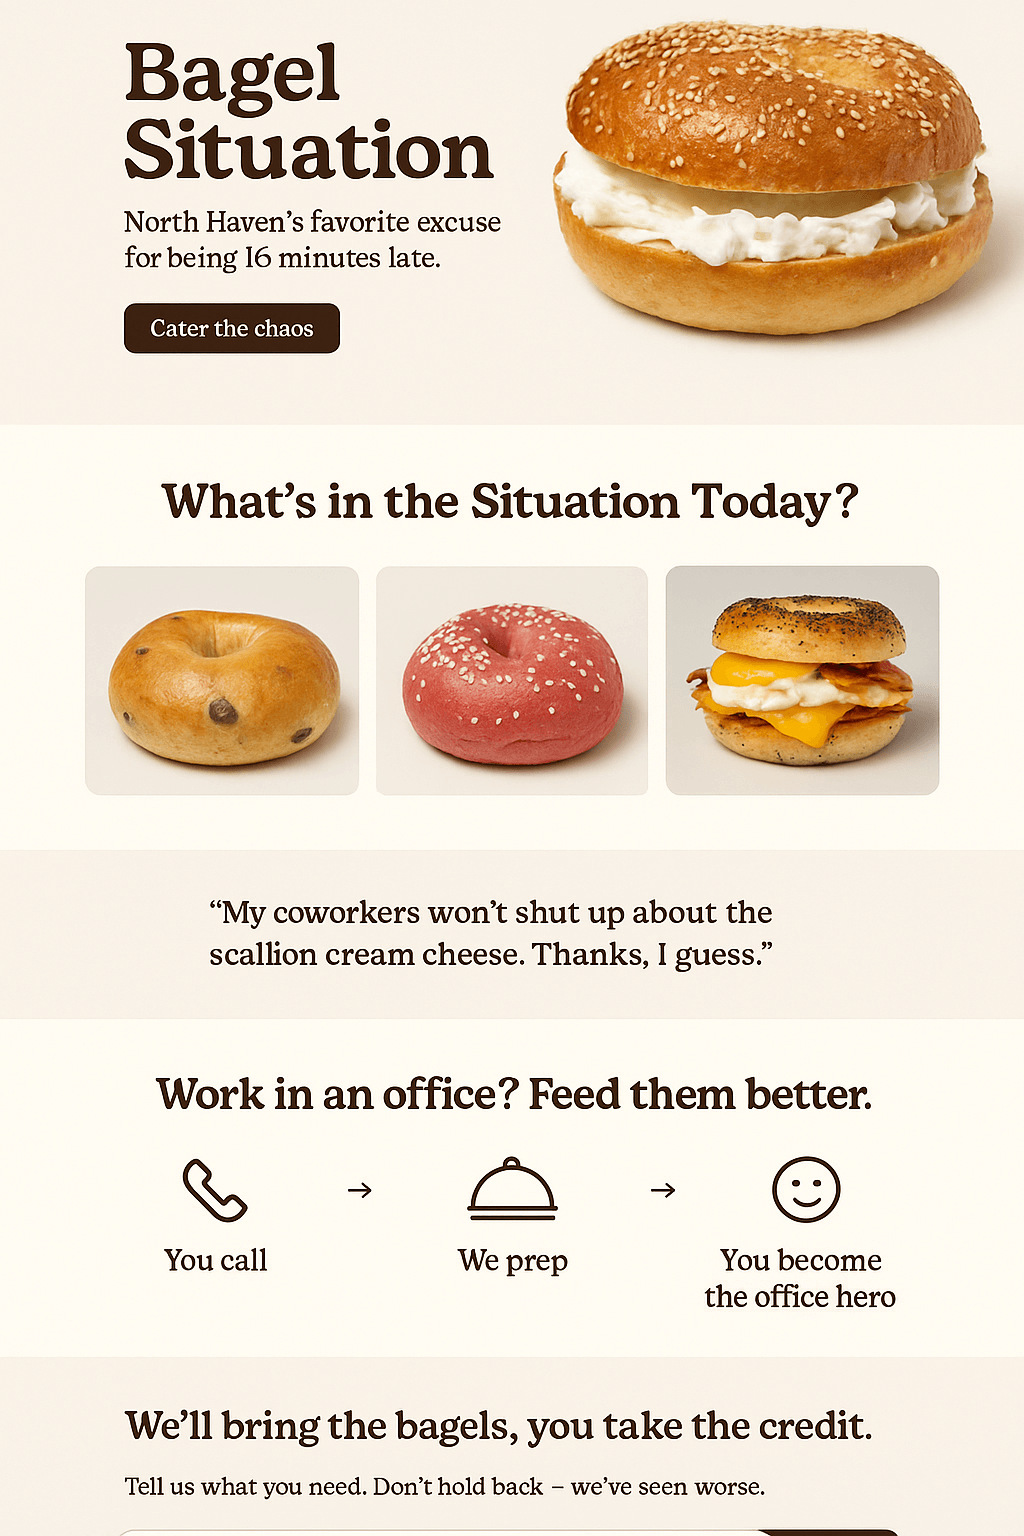 Bagel
Situation
North Haven’s favorite excuse
for being 16 minutes late.
Cater the chaos
What’s in the Situation Today?
“My coworkers won’t shut up about the
scallion cream cheese. Thanks, I guess.”
Work in an office? Feed them better.
You call
→
We prep
→
You become
the office hero
We’ll bring the bagels, you take the credit.
Tell us what you need. Don’t hold back – we’ve seen worse.